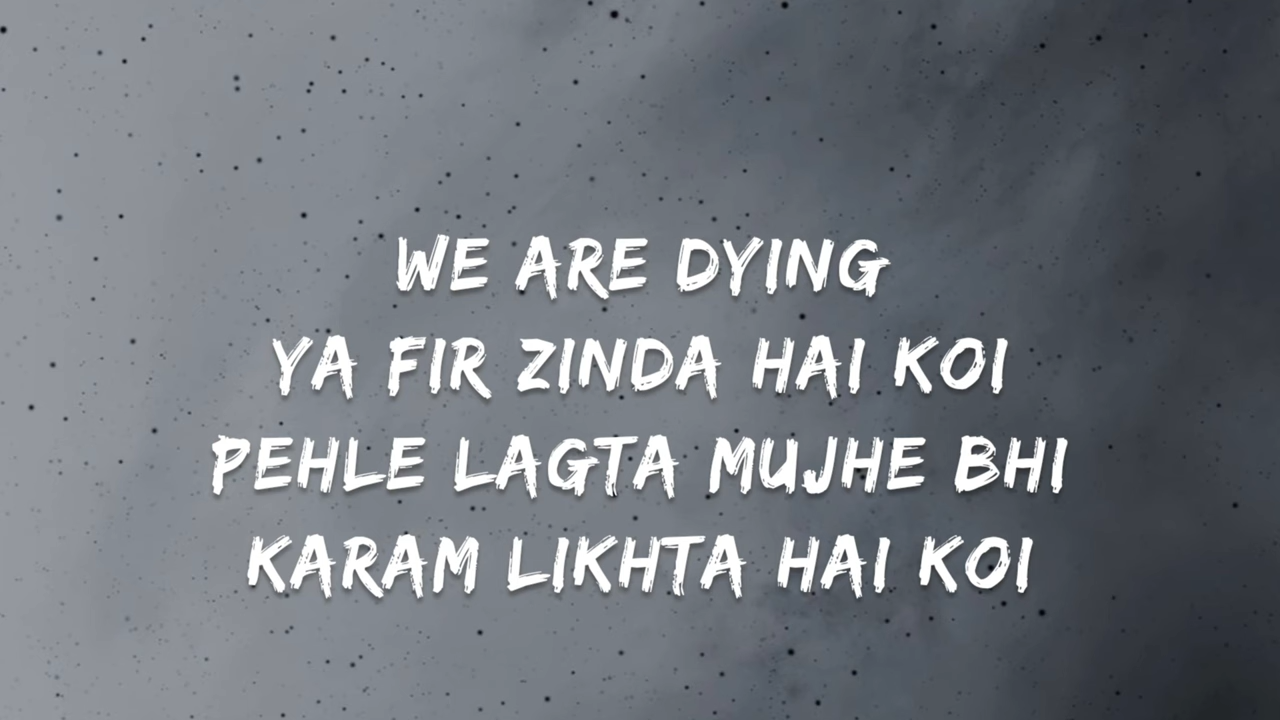 WE ARE DYING
YA FIR ZINDA HAI KOI
PEHLE LAGTA MUJHE BHI
KARAM LIKHTA HAI KOI